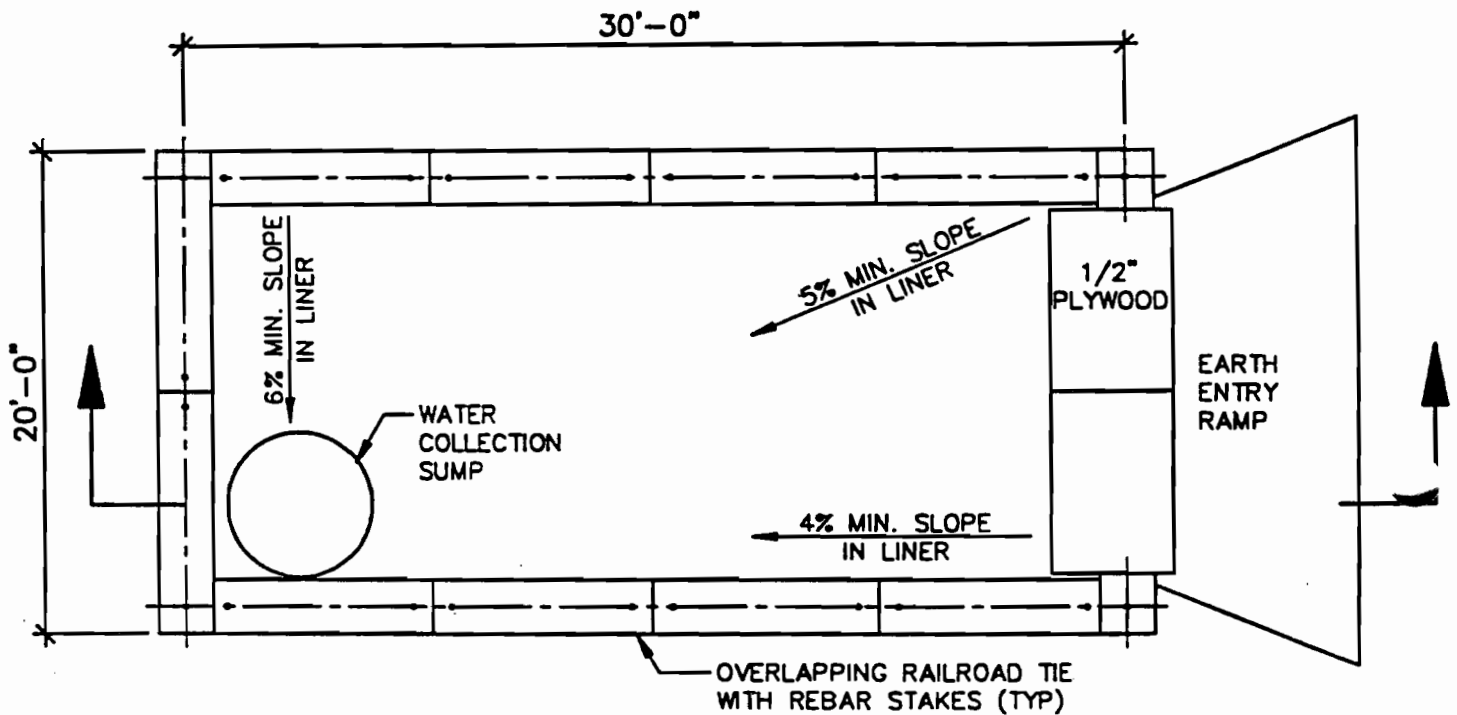 30'-0"
20'-0"
6% MIN. SLOPE
IN LINER
5% MIN. SLOPE
IN LINER
1/2"
PLYWOOD
EARTH
ENTRY
RAMP
WATER
COLLECTION
SUMP
4% MIN. SLOPE
IN LINER
OVERLAPPING RAILROAD TIE
WITH REBAR STAKES (TYP)